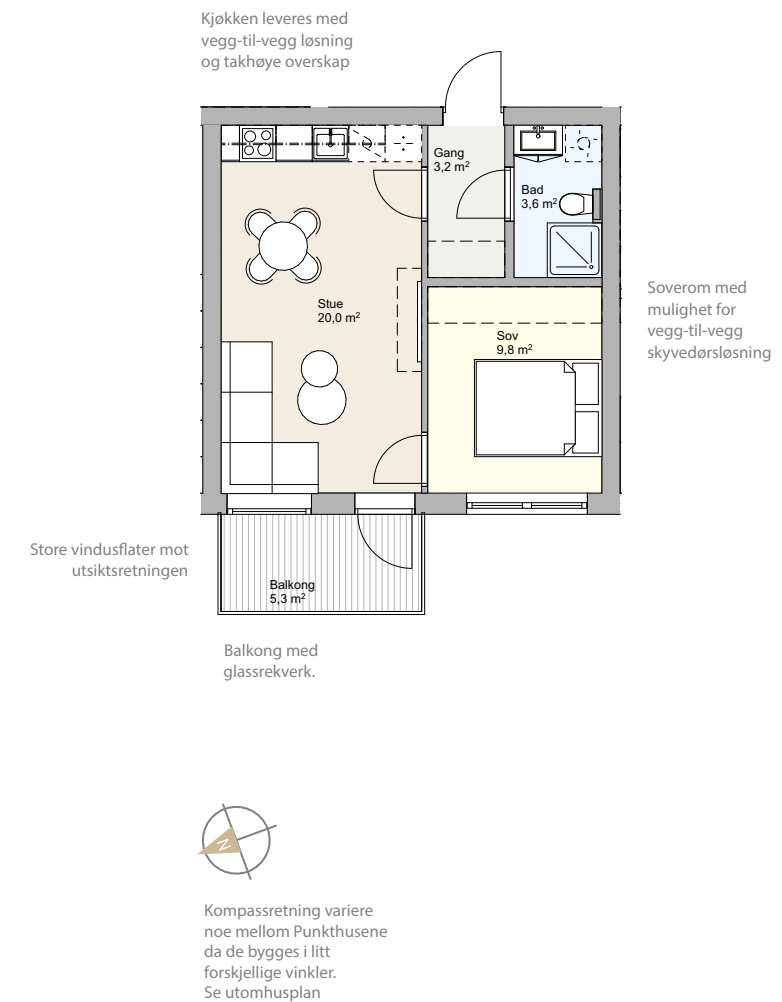 Kjøkken leveres med
vegg-til-vegg løsning
og takhøye overskap
Gang
3,2 m²
Bad
3,6 m²
Stue
20,0 m²
Sov
9,8 m²
Soverom med
mulighet for
vegg-til-vegg
skyvedørsløsning
Store vindusflater mot
utsiktsretningen
Balkong
5,3 m²
Balkong med
glassrekverk.
N
Kompassretning variere
noe mellom Punkthusene
da de bygges i litt
forskjellige vinkler.
Se utomhusplan